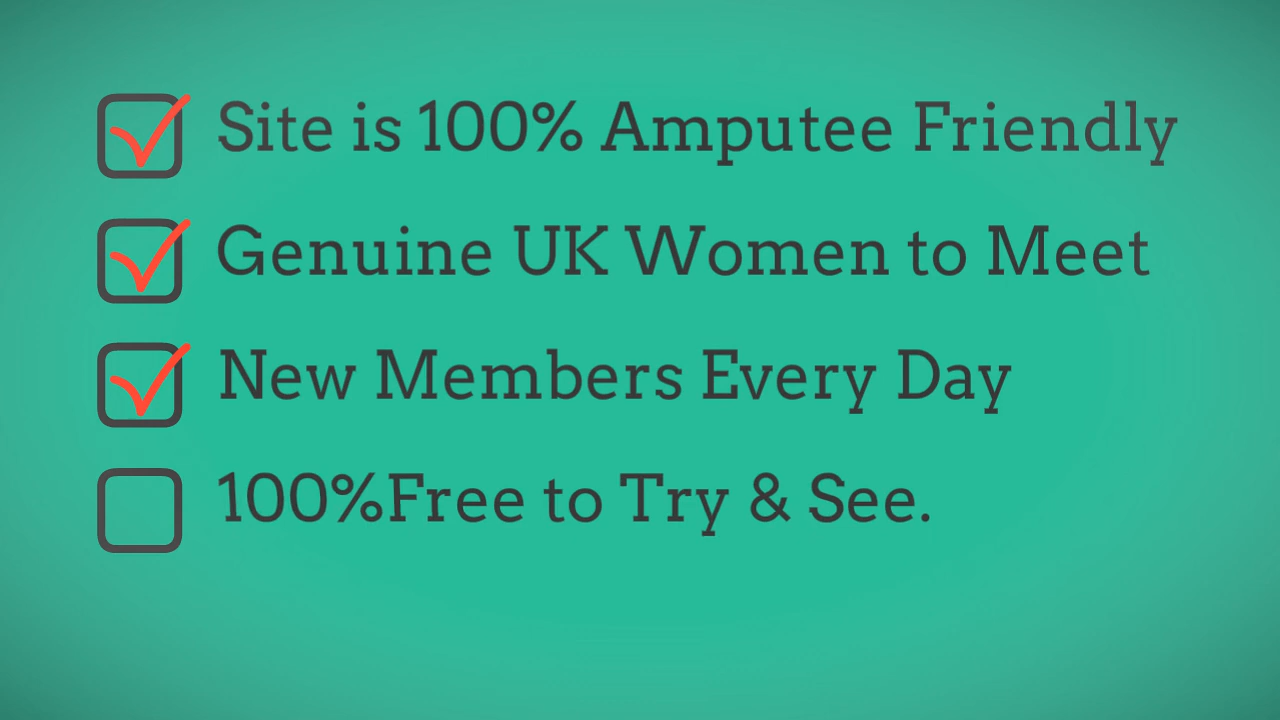 Site is 100% Amputee Friendly
Genuine UK Women to Meet
New Members Every Day
100%Free to Try & See.